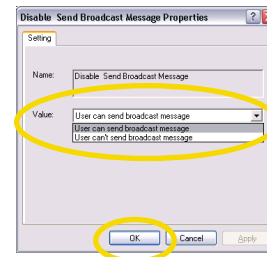 Disable  Send Broadcast Message Properties
Setting
Name:
Disable  Send Broadcast Message
Value:
User can send broadcast message
User can send broadcast message
User can't send broadcast message
OK
Cancel
Apply